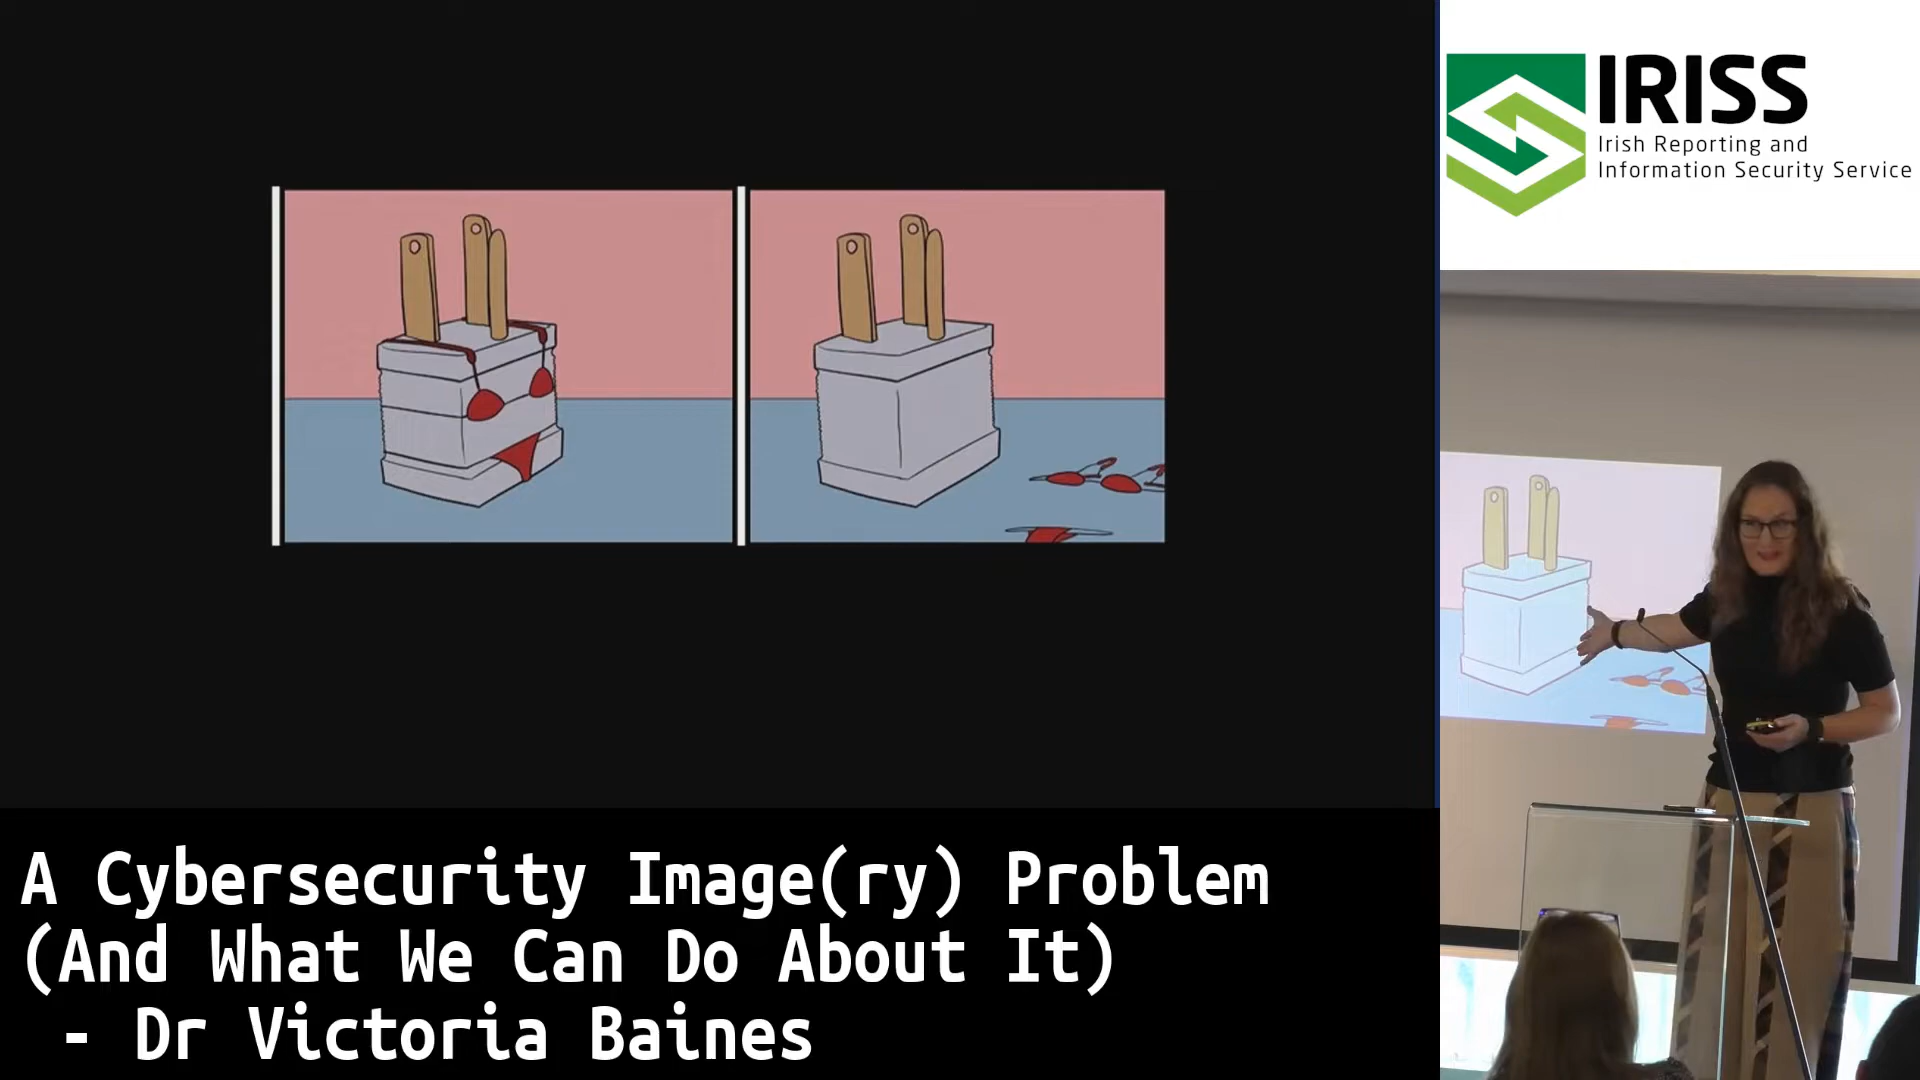 IRISS
Irish Reporting and
Information Security Service
A Cybersecurity Image(ry) Problem
(And What We Can Do About It)
- Dr Victoria Baines